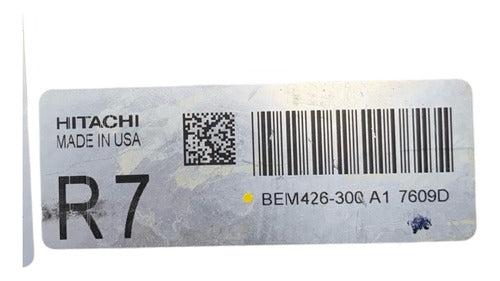 HITACHI
MADE IN USA
R7
BEM426-300 A1 7609D